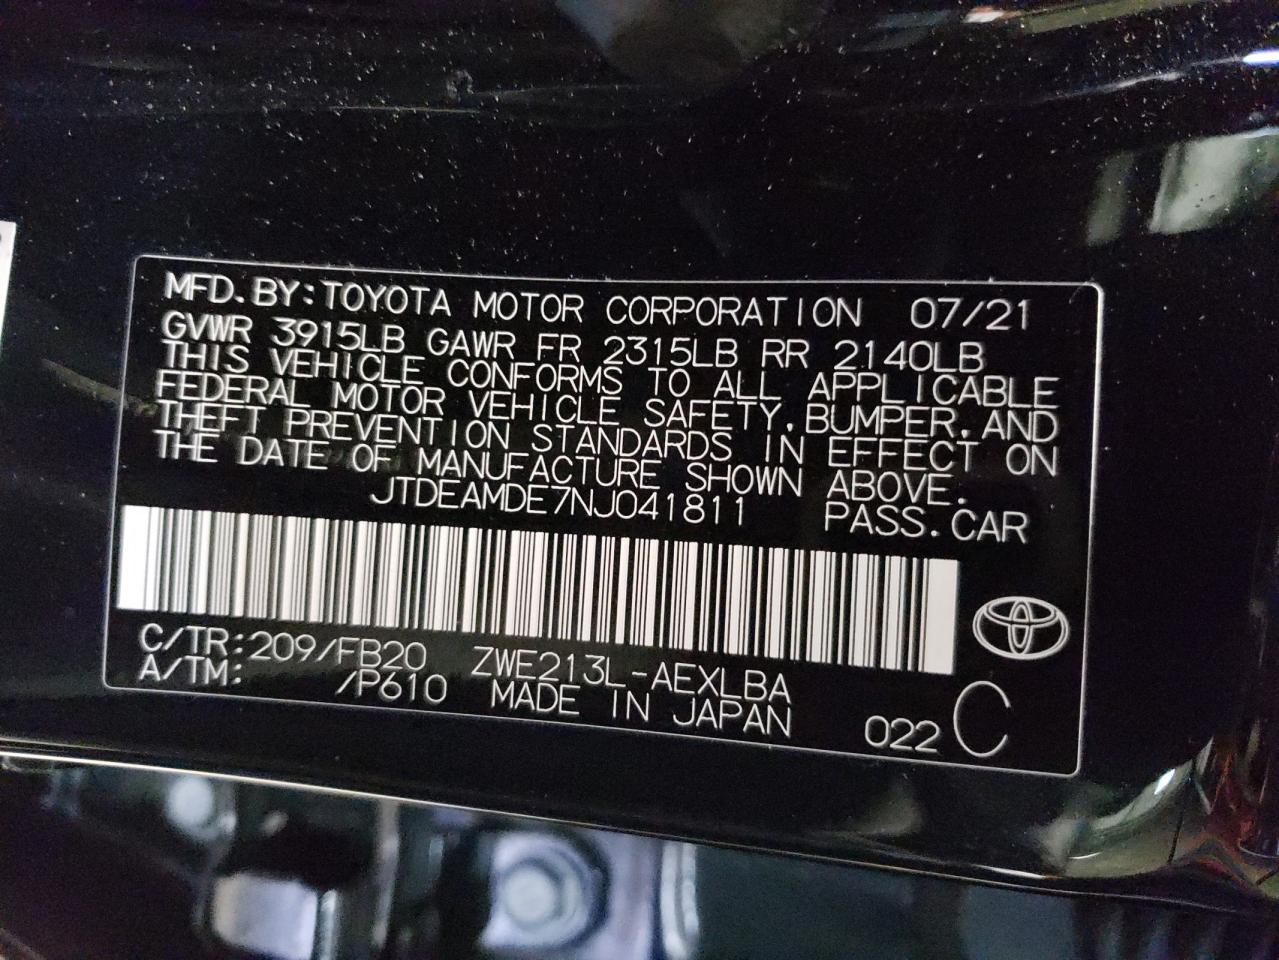 MFD.BY:TOYOTA MOTOR CORPORATION 07/21
GVWR 3915LB GAWR FR 2315LB RR 2140LB
THIS VEHICLE CONFORMS TO ALL APPLICABLE
FEDERAL MOTOR VEHICLE SAFETY,BUMPER,AND
THEFT PREVENTION STANDARDS IN EFFECT ON
THE DATE OF MANUFACTURE SHOWN ABOVE.
JTDEAMDE7NJ041811 PASS.CAR
C/TR:209/FB20 ZWE213L-AEXLBA
A/TM: /P610 MADE IN JAPAN 022 C